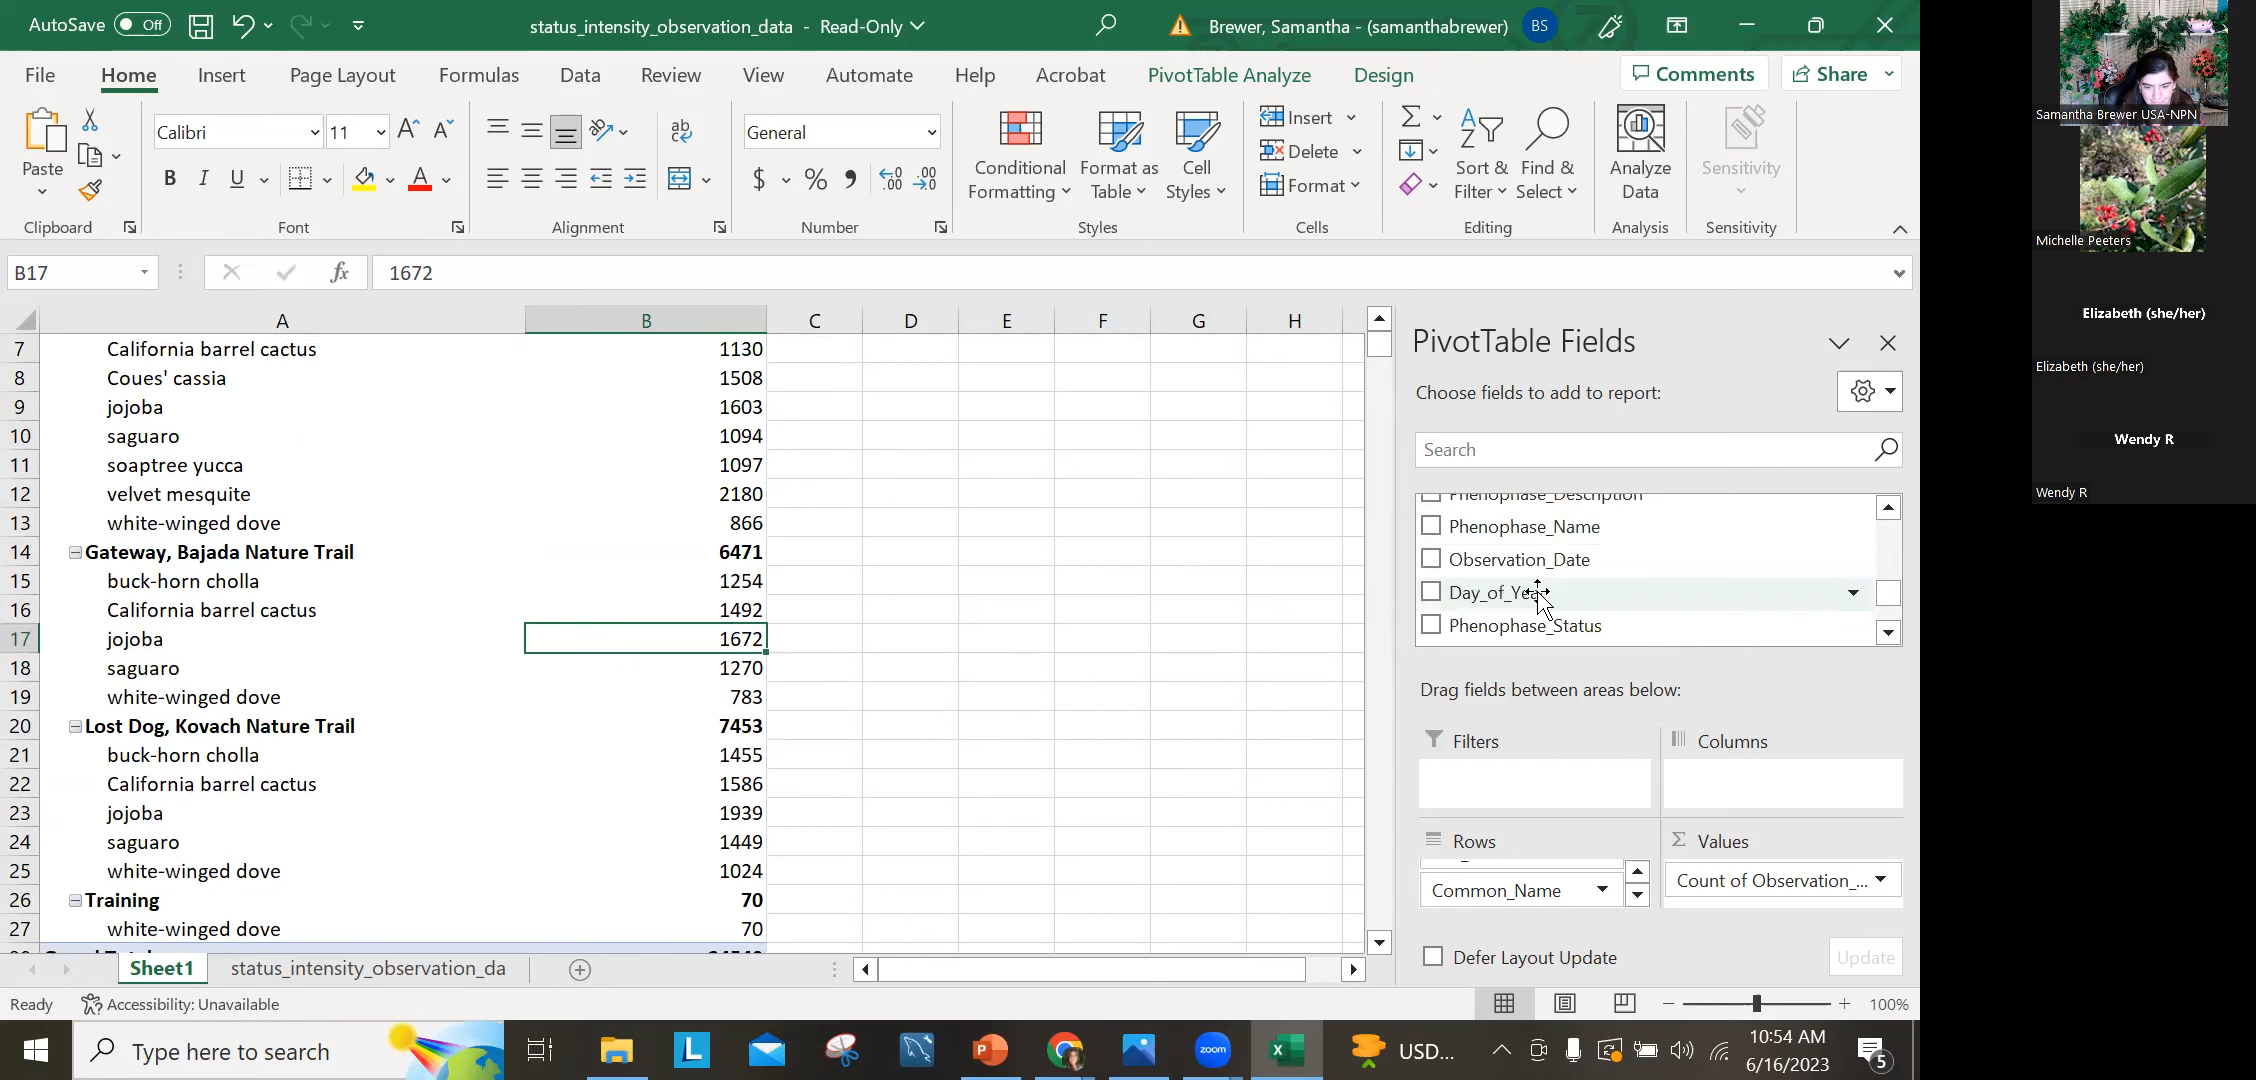 AutoSave Off
status_intensity_observation_data - Read-Only
Brewer, Samantha - (samanthabrewer) BS
File Home Insert Page Layout Formulas Data Review View Automate Help Acrobat PivotTable Analyze Design Comments Share
Calibri 11
General
Paste
Conditional Formatting
Format as Table
Cell Styles
Insert
Delete
Format
Sort & Filter
Find & Select
Analyze Data
Sensitivity
Clipboard Font Alignment Number Styles Cells Editing Analysis Sensitivity
B17 fx 1672
A B C D E F G H
7 California barrel cactus 1130
8 Coues' cassia 1508
9 jojoba 1603
10 saguaro 1094
11 soaptree yucca 1097
12 velvet mesquite 2180
13 white-winged dove 866
14 Gateway, Bajada Nature Trail 6471
15 buck-horn cholla 1254
16 California barrel cactus 1492
17 jojoba 1672
18 saguaro 1270
19 white-winged dove 783
20 Lost Dog, Kovach Nature Trail 7453
21 buck-horn cholla 1455
22 California barrel cactus 1586
23 jojoba 1939
24 saguaro 1449
25 white-winged dove 1024
26 Training 70
27 white-winged dove 70
PivotTable Fields
Choose fields to add to report:
Search
Phenophase_Description
Phenophase_Name
Observation_Date
Day_of_Year
Phenophase_Status
Drag fields between areas below:
Filters
Columns
Rows
Values
Common_Name
Count of Observation_...
Defer Layout Update
Update
Sheet1 status_intensity_observation_da
Ready Accessibility: Unavailable
100%
Type here to search
zoom
USD...
10:54 AM
6/16/2023
5
Samantha Brewer USA-NPN
Michelle Peeters
Elizabeth (she/her)
Elizabeth (she/her)
Wendy R
Wendy R